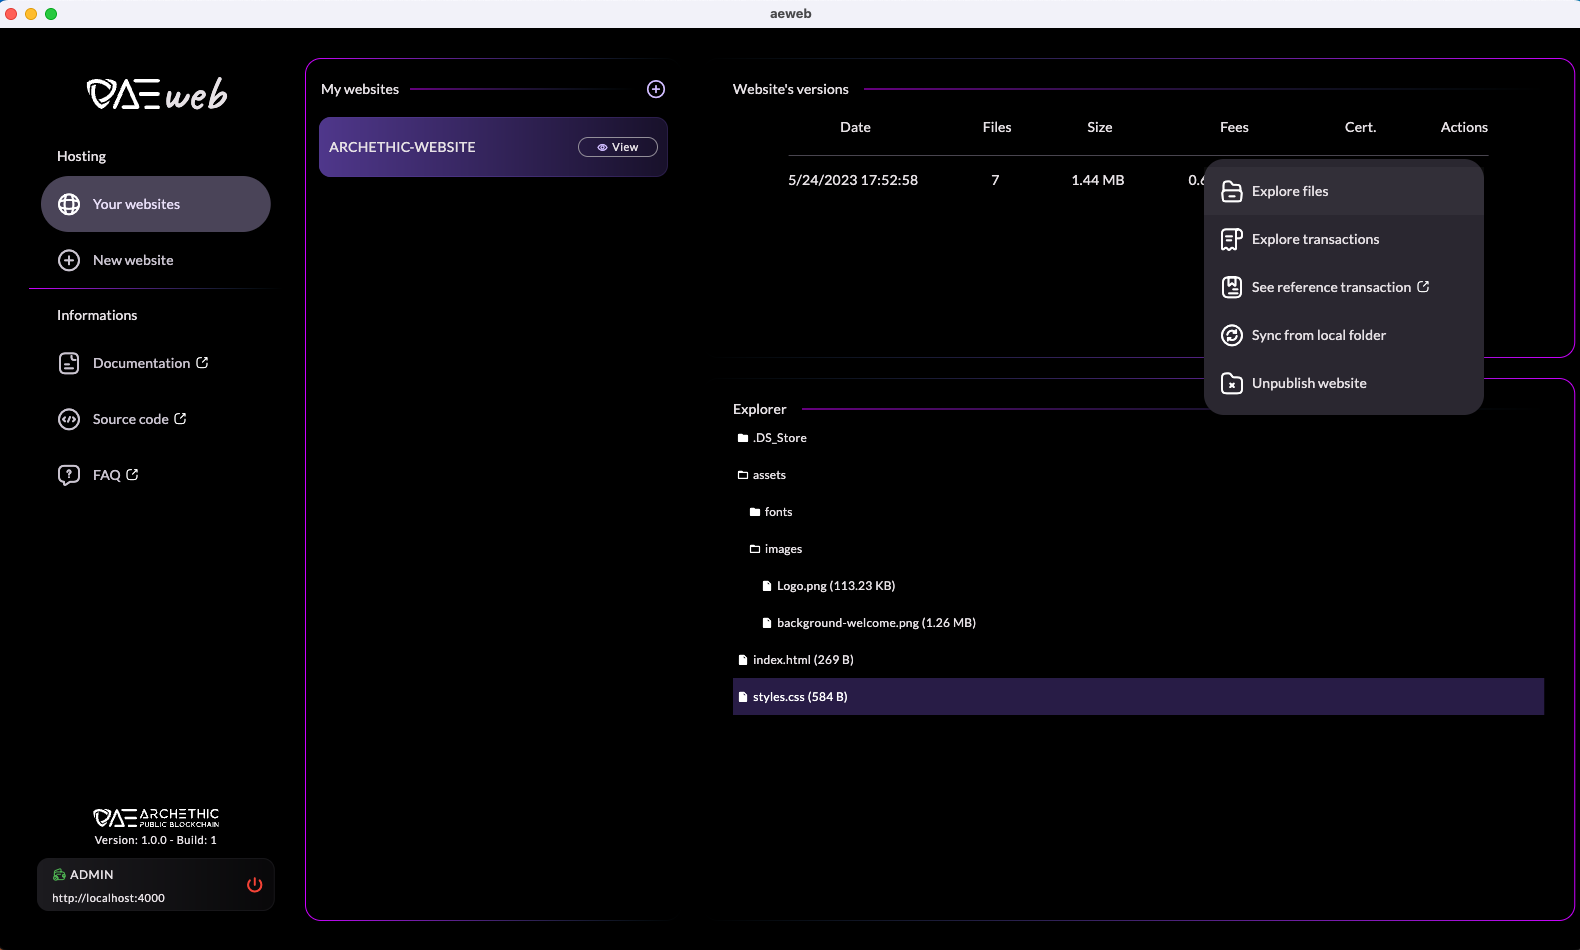 aeweb
AEweb
Hosting
Your websites
New website
Informations
Documentation
Source code
FAQ
AE ARCHETHIC
PUBLIC BLOCKCHAIN
Version: 1.0.0 - Build: 1
ADMIN
http://localhost:4000
My websites
ARCHETHIC-WEBSITE View
Website's versions
Date Files Size Fees Cert. Actions
5/24/2023 17:52:58 7 1.44 MB
Explore files
Explore transactions
See reference transaction
Sync from local folder
Unpublish website
Explorer
.DS_Store
assets
fonts
images
Logo.png (113.23 KB)
background-welcome.png (1.26 MB)
index.html (269 B)
styles.css (584 B)